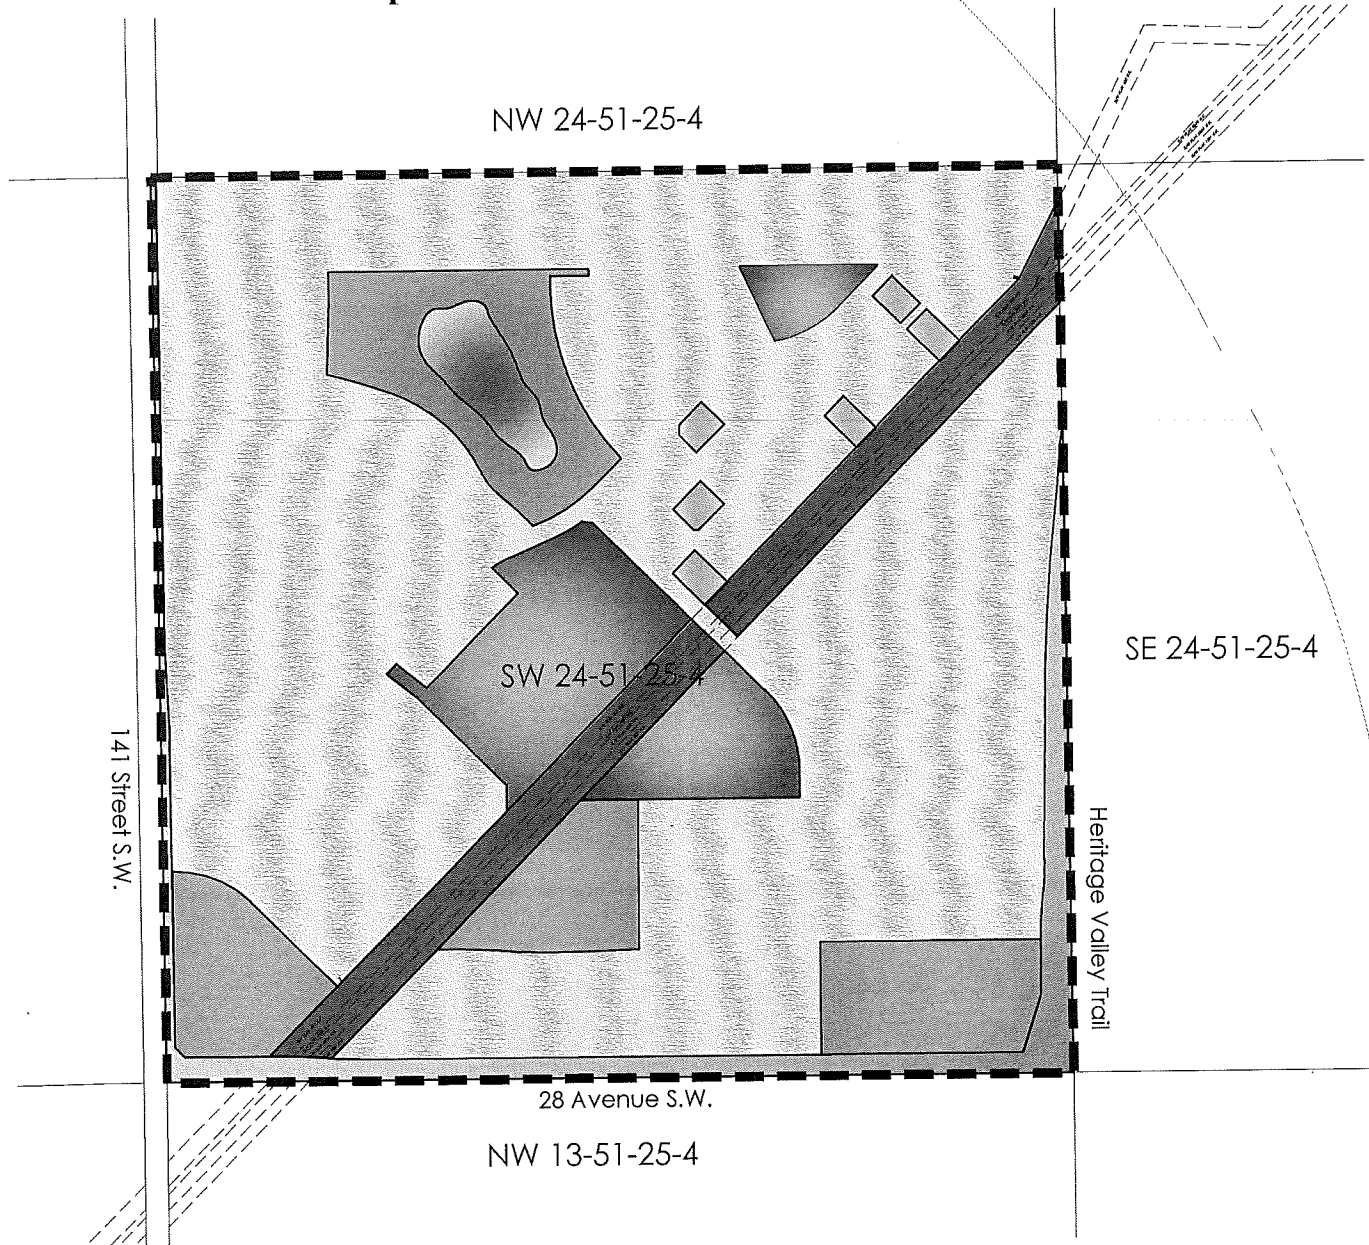 NW 24-51-25-4
SW 24-51-25-4
SE 24-51-25-4
141 Street S.W.
Heritage Valley Trail
28 Avenue S.W.
NW 13-51-25-4